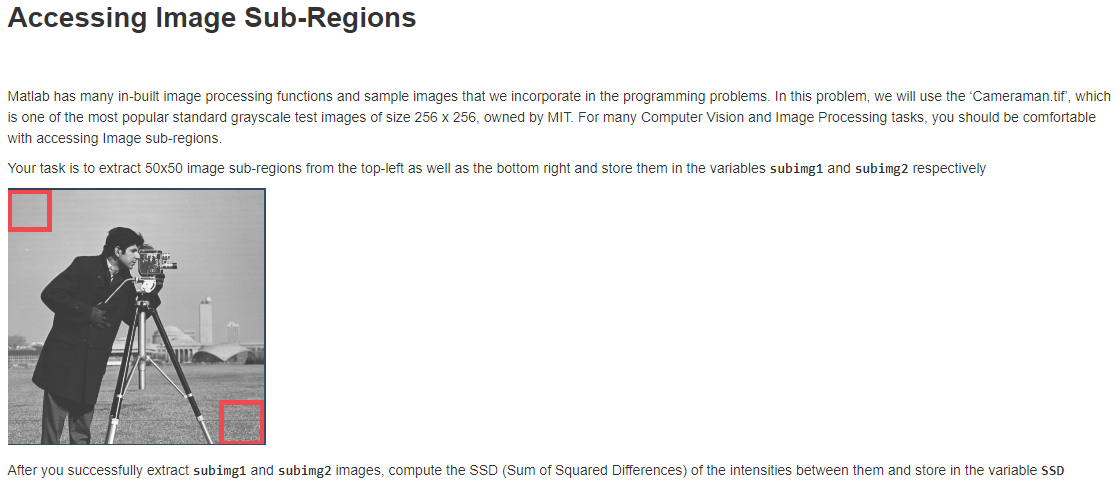 Accessing Image Sub-Regions
Matlab has many in-built image processing functions and sample images that we incorporate in the programming problems. In this problem, we will use the ‘Cameraman.tif’, which
is one of the most popular standard grayscale test images of size 256 x 256, owned by MIT. For many Computer Vision and Image Processing tasks, you should be comfortable
with accessing Image sub-regions.
Your task is to extract 50x50 image sub-regions from the top-left as well as the bottom right and store them in the variables subimg1 and subimg2 respectively
After you successfully extract subimg1 and subimg2 images, compute the SSD (Sum of Squared Differences) of the intensities between them and store in the variable SSD